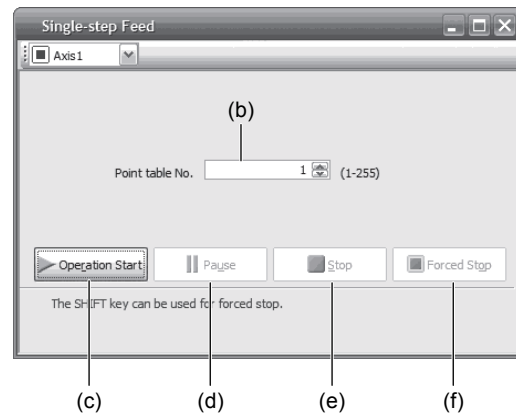 Single-step Feed
Axis1
(b)
Point table No. 1 (1-255)
Operation Start Pause Stop Forced Stop
The SHIFT key can be used for forced stop.
(c) (d) (e) (f)